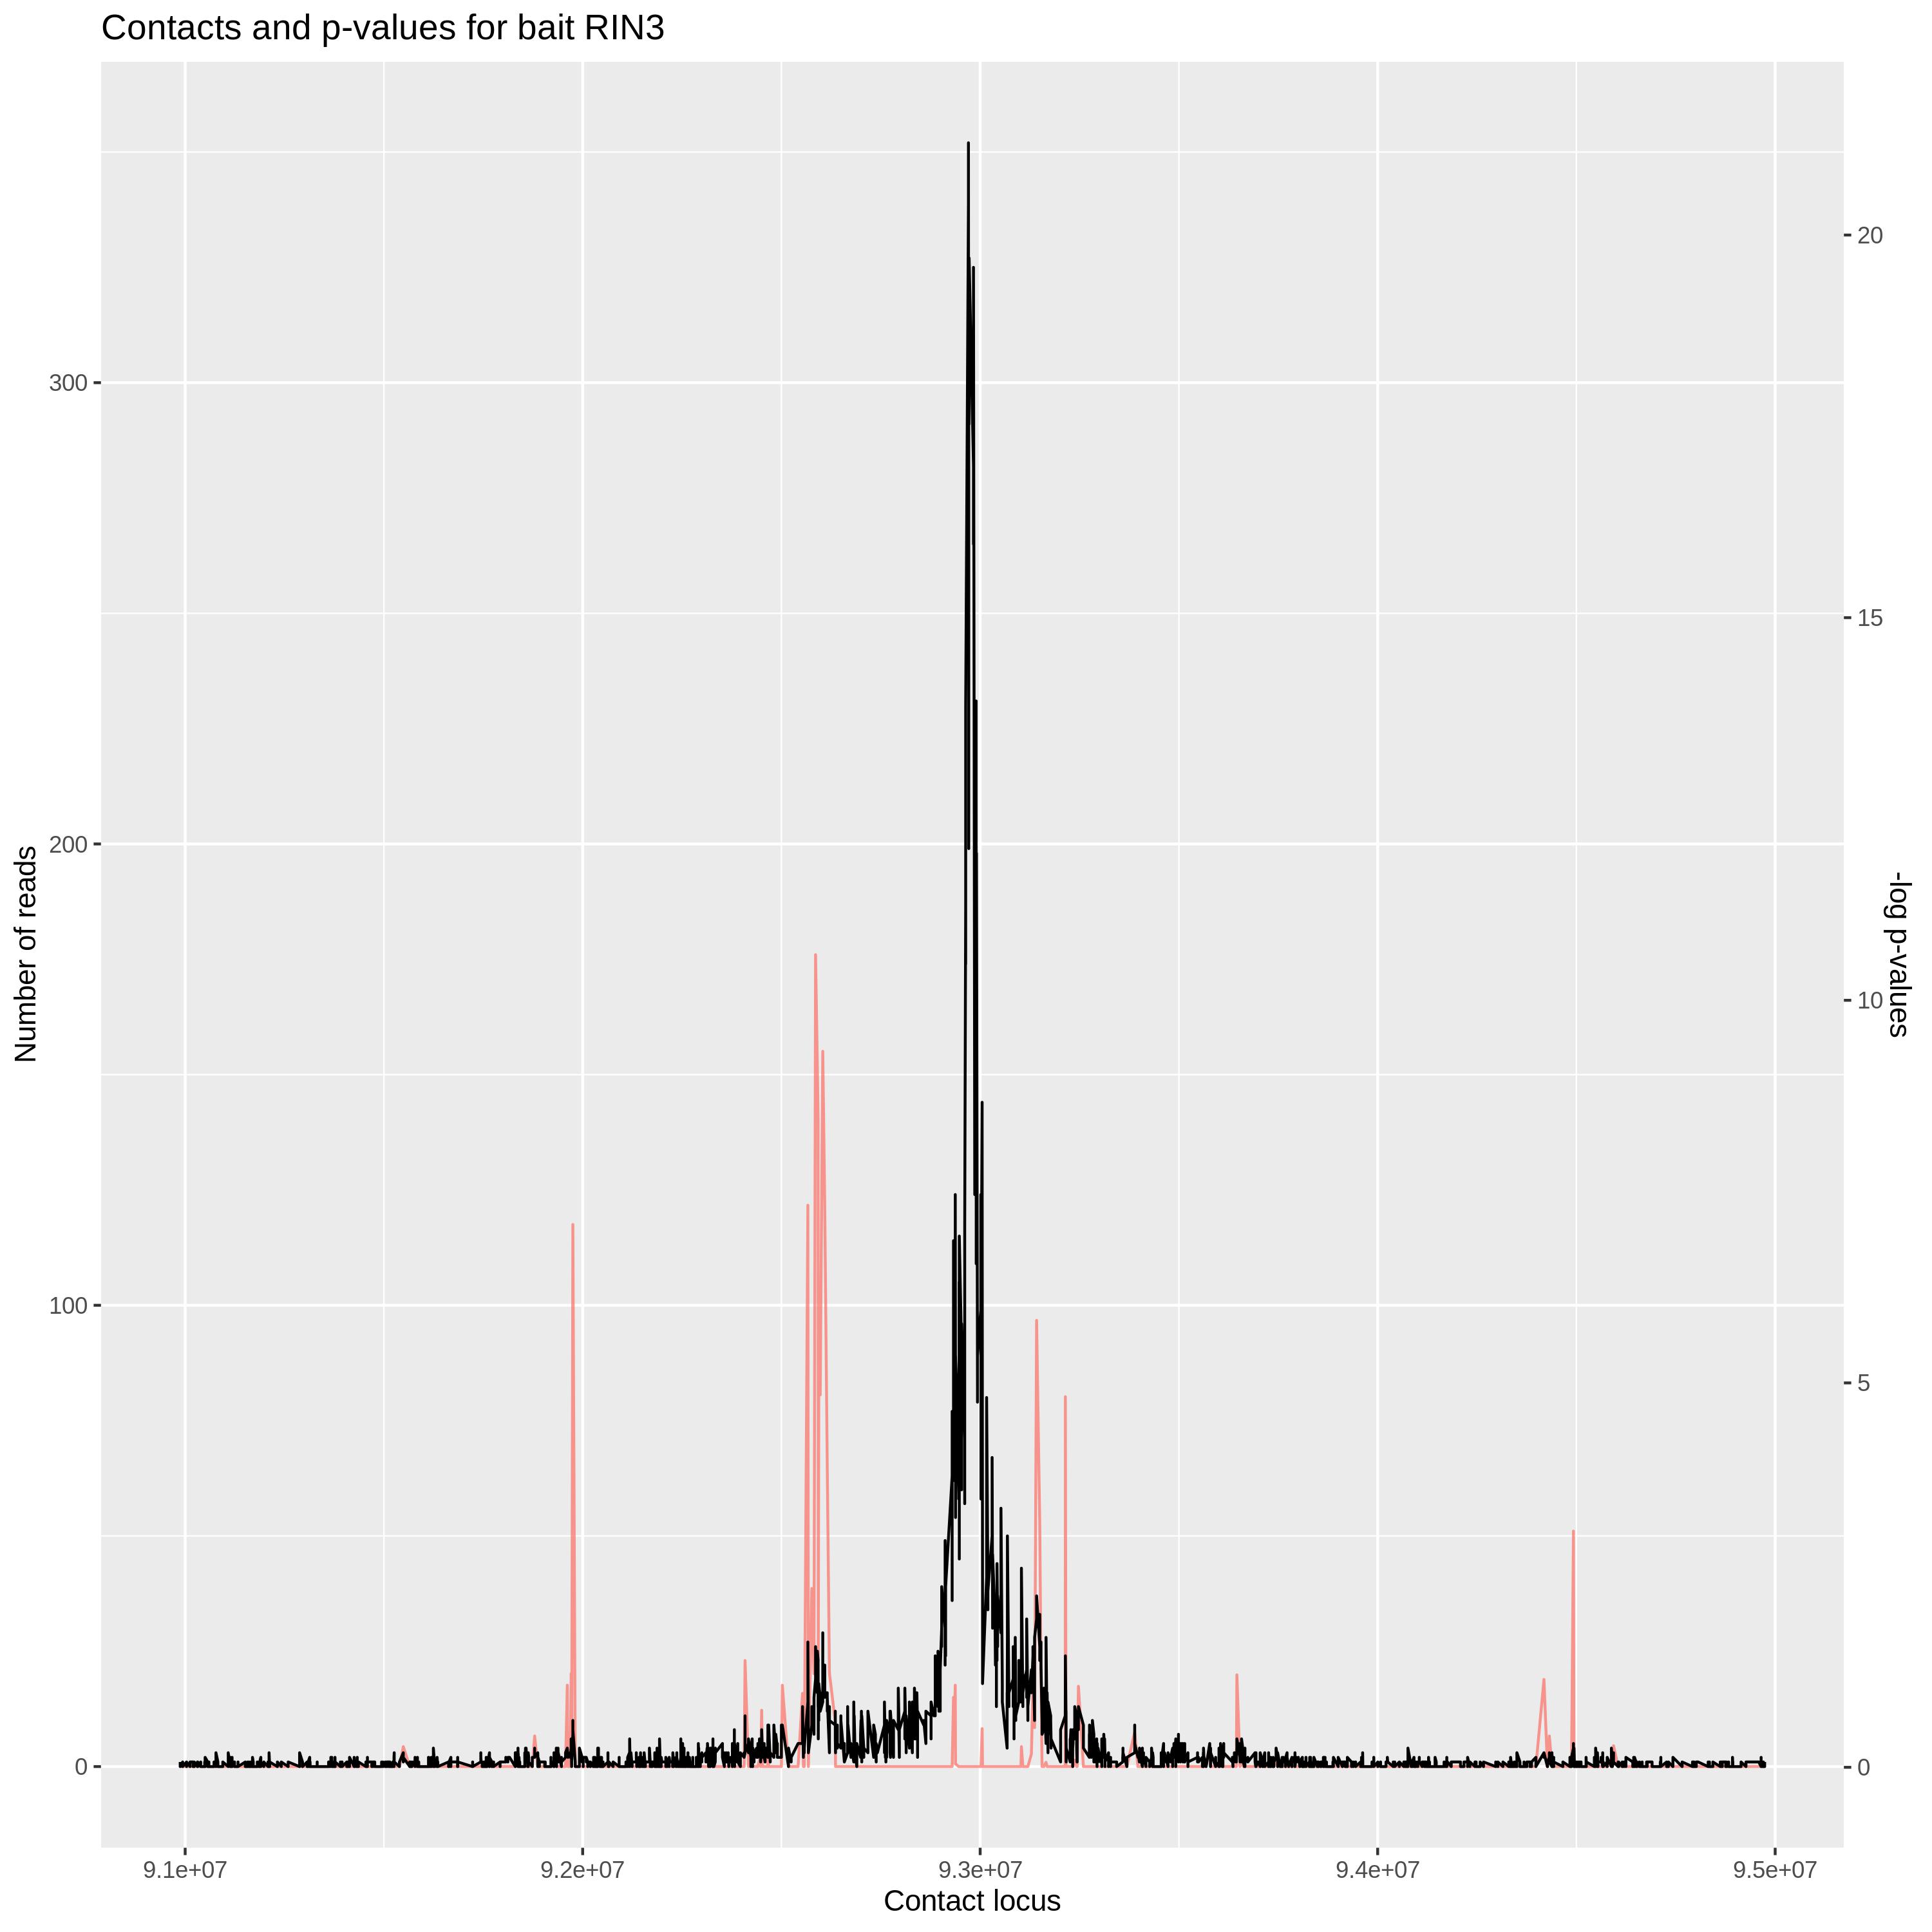 Contacts and p-values for bait RIN3
Number of reads
300
200
100
0
-log p-values
20
15
10
5
0
9.1e+07
9.2e+07
9.3e+07
9.4e+07
9.5e+07
Contact locus